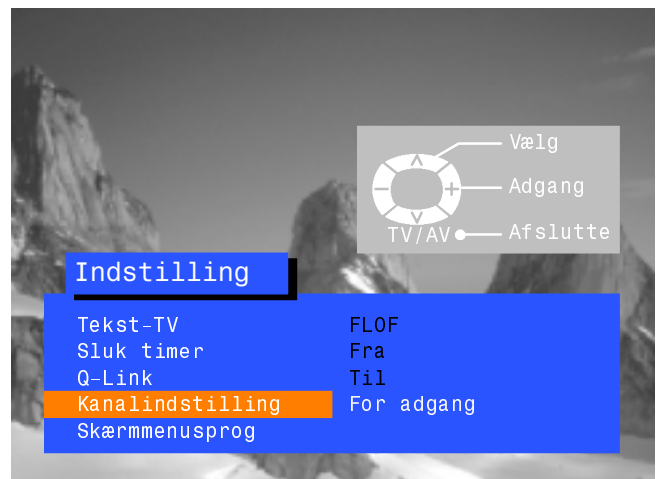 Vælg
Adgang
TV/AV Afslutte
Indstilling
Tekst-TV FLOF
Sluk timer Fra
Q-Link Til
Kanalindstilling For adgang
Skærmmenusprog